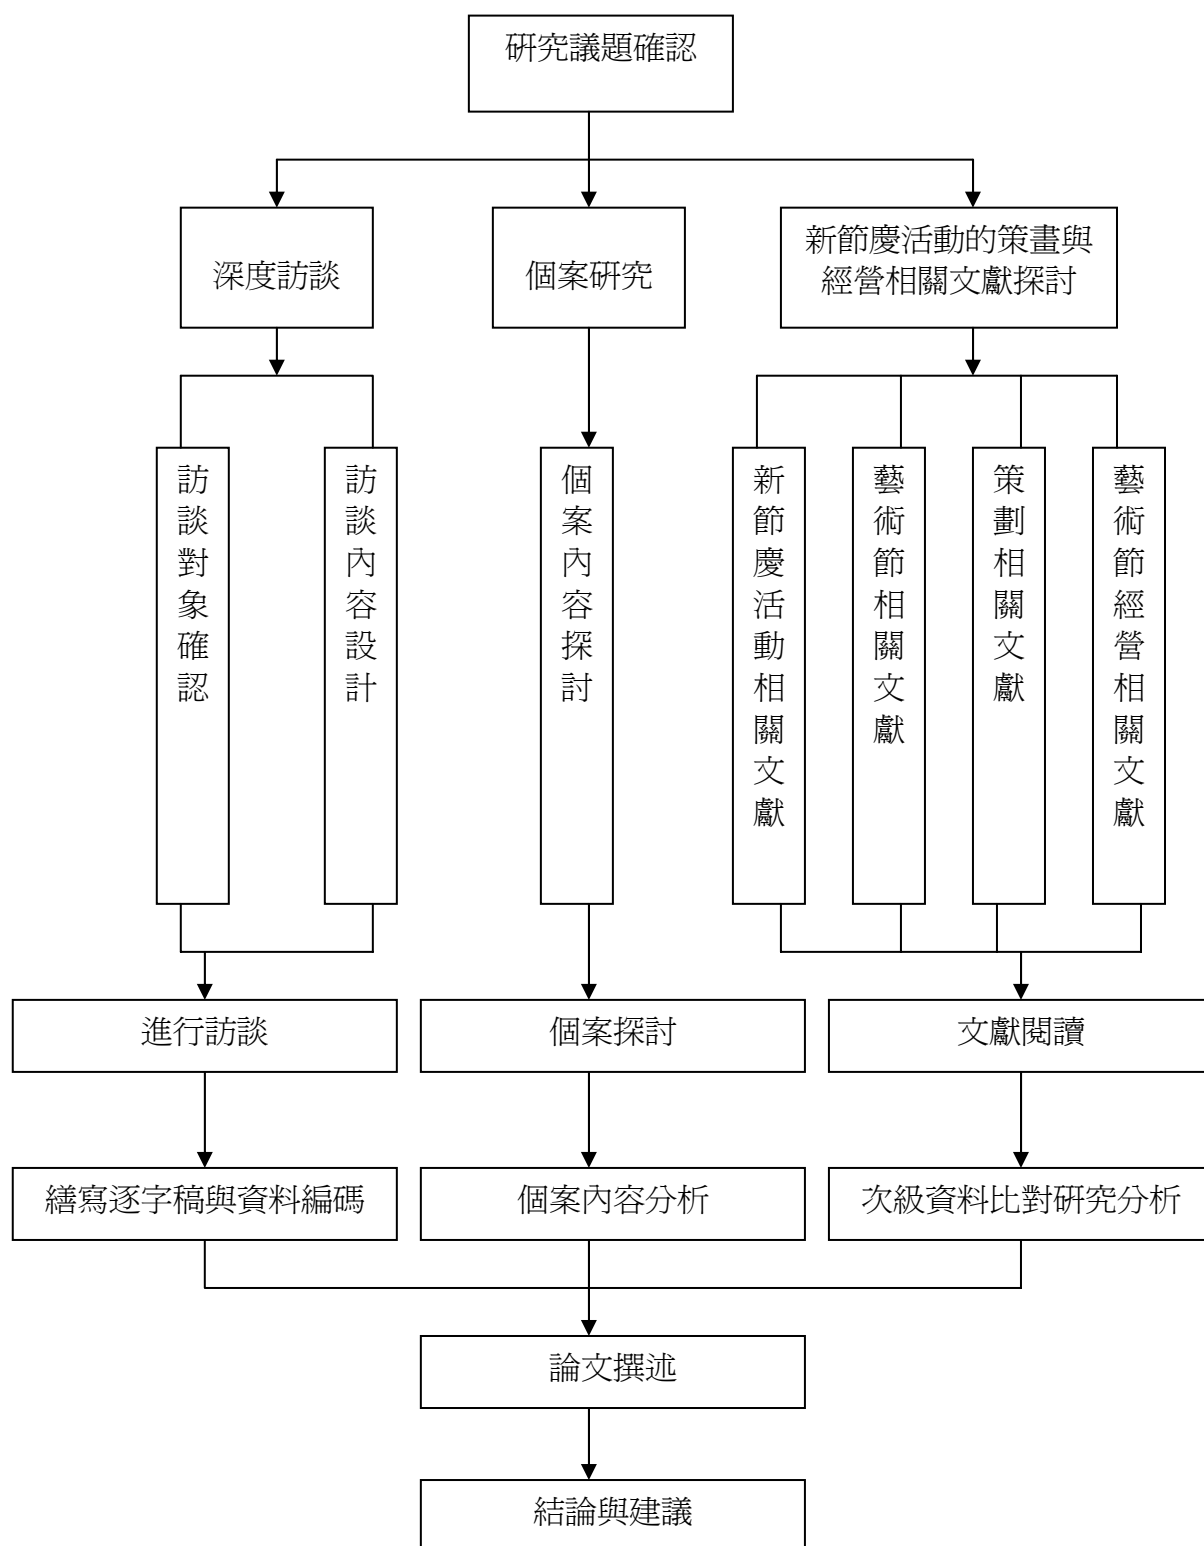 研究議題確認
深度訪談
個案研究
新節慶活動的策畫與
經營相關文獻探討
訪談對象確認
訪談內容設計
個案內容探討
新節慶活動相關文獻
藝術節相關文獻
策劃相關文獻
藝術節經營相關文獻
進行訪談
個案探討
文獻閱讀
繕寫逐字稿與資料編碼
個案內容分析
次級資料比對研究分析
論文撰述
結論與建議